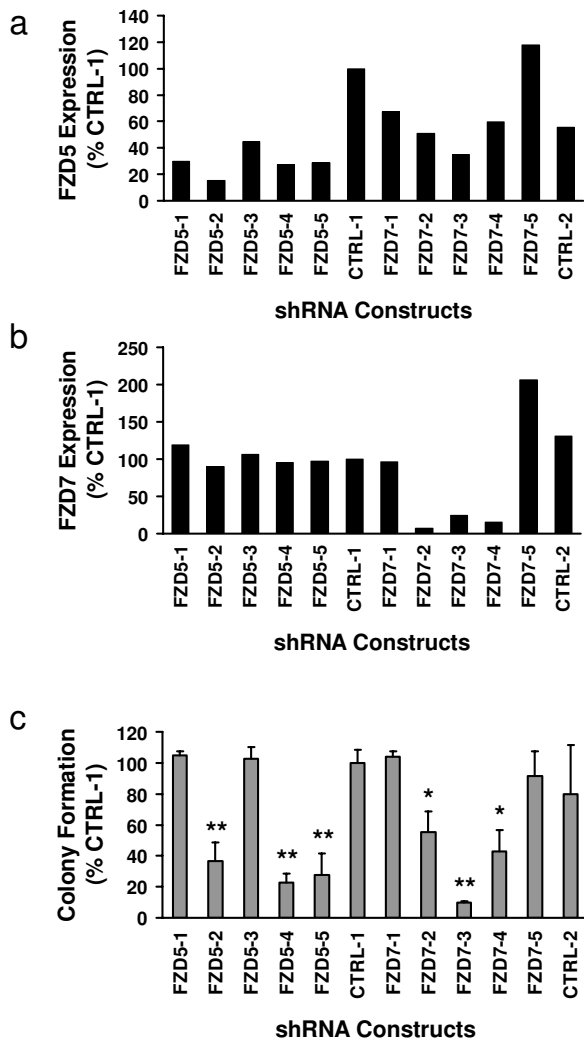 a
FZD5 Expression
(% CTRL-1)
140
120
100
80
60
40
20
0
FZD5-1
FZD5-2
FZD5-3
FZD5-4
FZD5-5
CTRL-1
FZD7-1
FZD7-2
FZD7-3
FZD7-4
FZD7-5
CTRL-2
shRNA Constructs
b
FZD7 Expression
(% CTRL-1)
250
200
150
100
50
0
FZD5-1
FZD5-2
FZD5-3
FZD5-4
FZD5-5
CTRL-1
FZD7-1
FZD7-2
FZD7-3
FZD7-4
FZD7-5
CTRL-2
shRNA Constructs
c
Colony Formation
(% CTRL-1)
120
100
80
60
40
20
0
**
**
**
*
**
*
FZD5-1
FZD5-2
FZD5-3
FZD5-4
FZD5-5
CTRL-1
FZD7-1
FZD7-2
FZD7-3
FZD7-4
FZD7-5
CTRL-2
shRNA Constructs